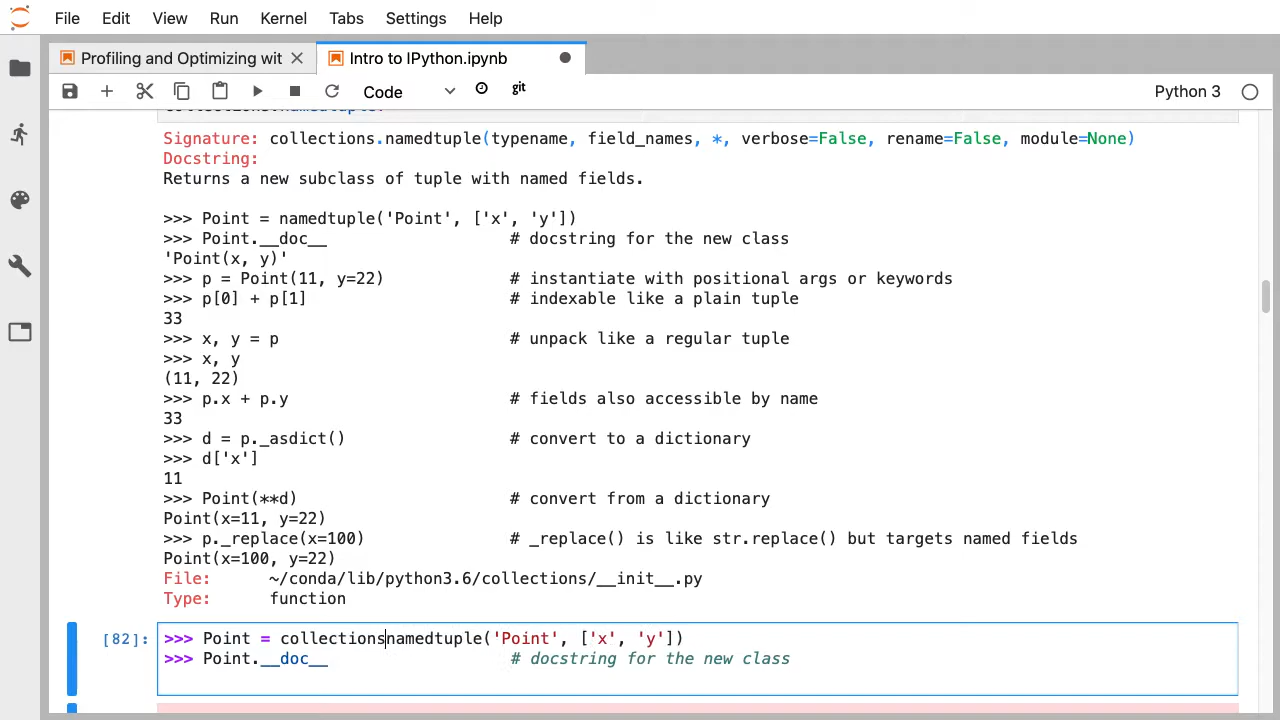 File Edit View Run Kernel Tabs Settings Help
Profiling and Optimizing wit
Intro to IPython.ipynb
Code
git
Python 3
Signature: collections.namedtuple(typename, field_names, *, verbose=False, rename=False, module=None)
Docstring:
Returns a new subclass of tuple with named fields.
>>> Point = namedtuple('Point', ['x', 'y'])
>>> Point.__doc__ # docstring for the new class
'Point(x, y)'
>>> p = Point(11, y=22) # instantiate with positional args or keywords
>>> p[0] + p[1] # indexable like a plain tuple
33
>>> x, y = p # unpack like a regular tuple
>>> x, y
(11, 22)
>>> p.x + p.y # fields also accessible by name
33
>>> d = p._asdict() # convert to a dictionary
>>> d['x']
11
>>> Point(**d) # convert from a dictionary
Point(x=11, y=22)
>>> p._replace(x=100) # _replace() is like str.replace() but targets named fields
Point(x=100, y=22)
File: ~/conda/lib/python3.6/collections/__init__.py
Type: function
[82]: >>> Point = collectionsnamedtuple('Point', ['x', 'y'])
>>> Point.__doc__ # docstring for the new class